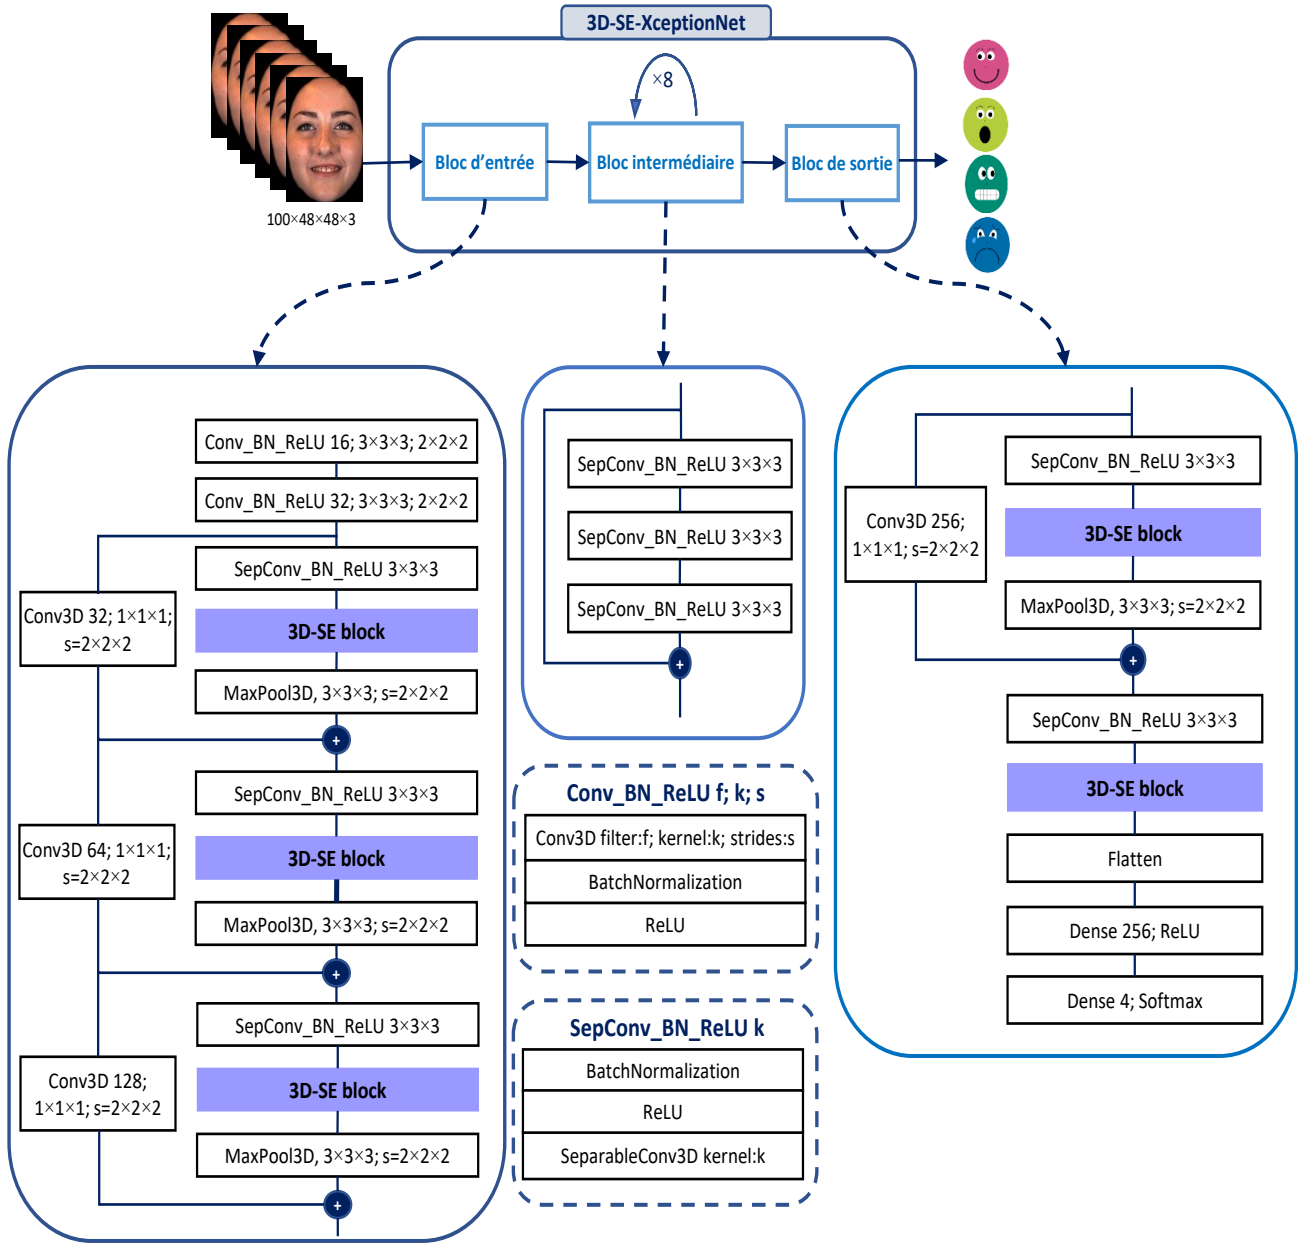 3D-SE-XceptionNet
×8
Bloc d'entrée
Bloc intermédiaire
Bloc de sortie
100×48×48×3
Conv_BN_ReLU 16; 3×3×3; 2×2×2
Conv_BN_ReLU 32; 3×3×3; 2×2×2
SepConv_BN_ReLU 3×3×3
Conv3D 32; 1×1×1;
s=2×2×2
3D-SE block
MaxPool3D, 3×3×3; s=2×2×2
+
SepConv_BN_ReLU 3×3×3
Conv3D 64; 1×1×1;
s=2×2×2
3D-SE block
MaxPool3D, 3×3×3; s=2×2×2
+
SepConv_BN_ReLU 3×3×3
Conv3D 128;
1×1×1; s=2×2×2
3D-SE block
MaxPool3D, 3×3×3; s=2×2×2
+
SepConv_BN_ReLU 3×3×3
SepConv_BN_ReLU 3×3×3
SepConv_BN_ReLU 3×3×3
+
Conv_BN_ReLU f; k; s
Conv3D filter:f; kernel:k; strides:s
BatchNormalization
ReLU
SepConv_BN_ReLU k
BatchNormalization
ReLU
SeparableConv3D kernel:k
SepConv_BN_ReLU 3×3×3
Conv3D 256;
1×1×1; s=2×2×2
3D-SE block
MaxPool3D, 3×3×3; s=2×2×2
+
SepConv_BN_ReLU 3×3×3
3D-SE block
Flatten
Dense 256; ReLU
Dense 4; Softmax